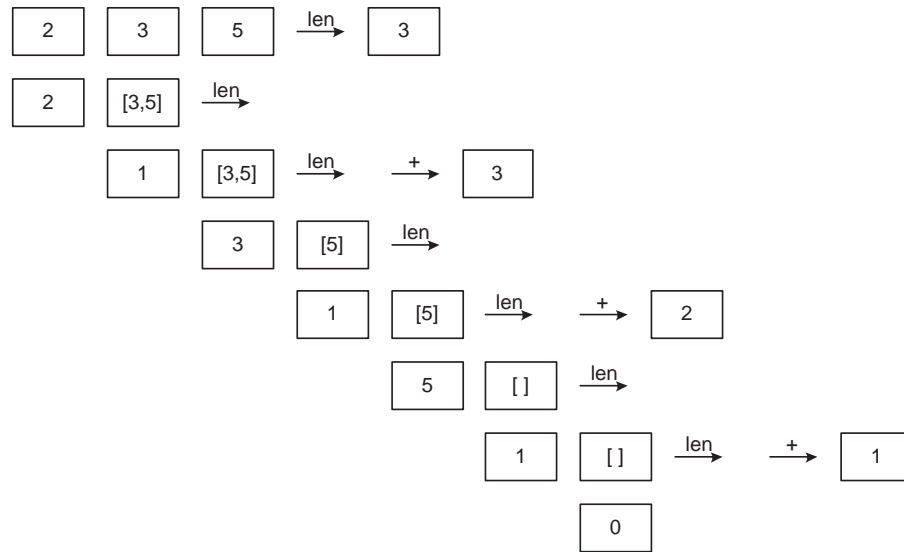 2 3 5 len 3
2 [3,5] len
1 [3,5] len + 3
3 [5] len
1 [5] len + 2
5 [ ] len
1 [ ] len + 1
0